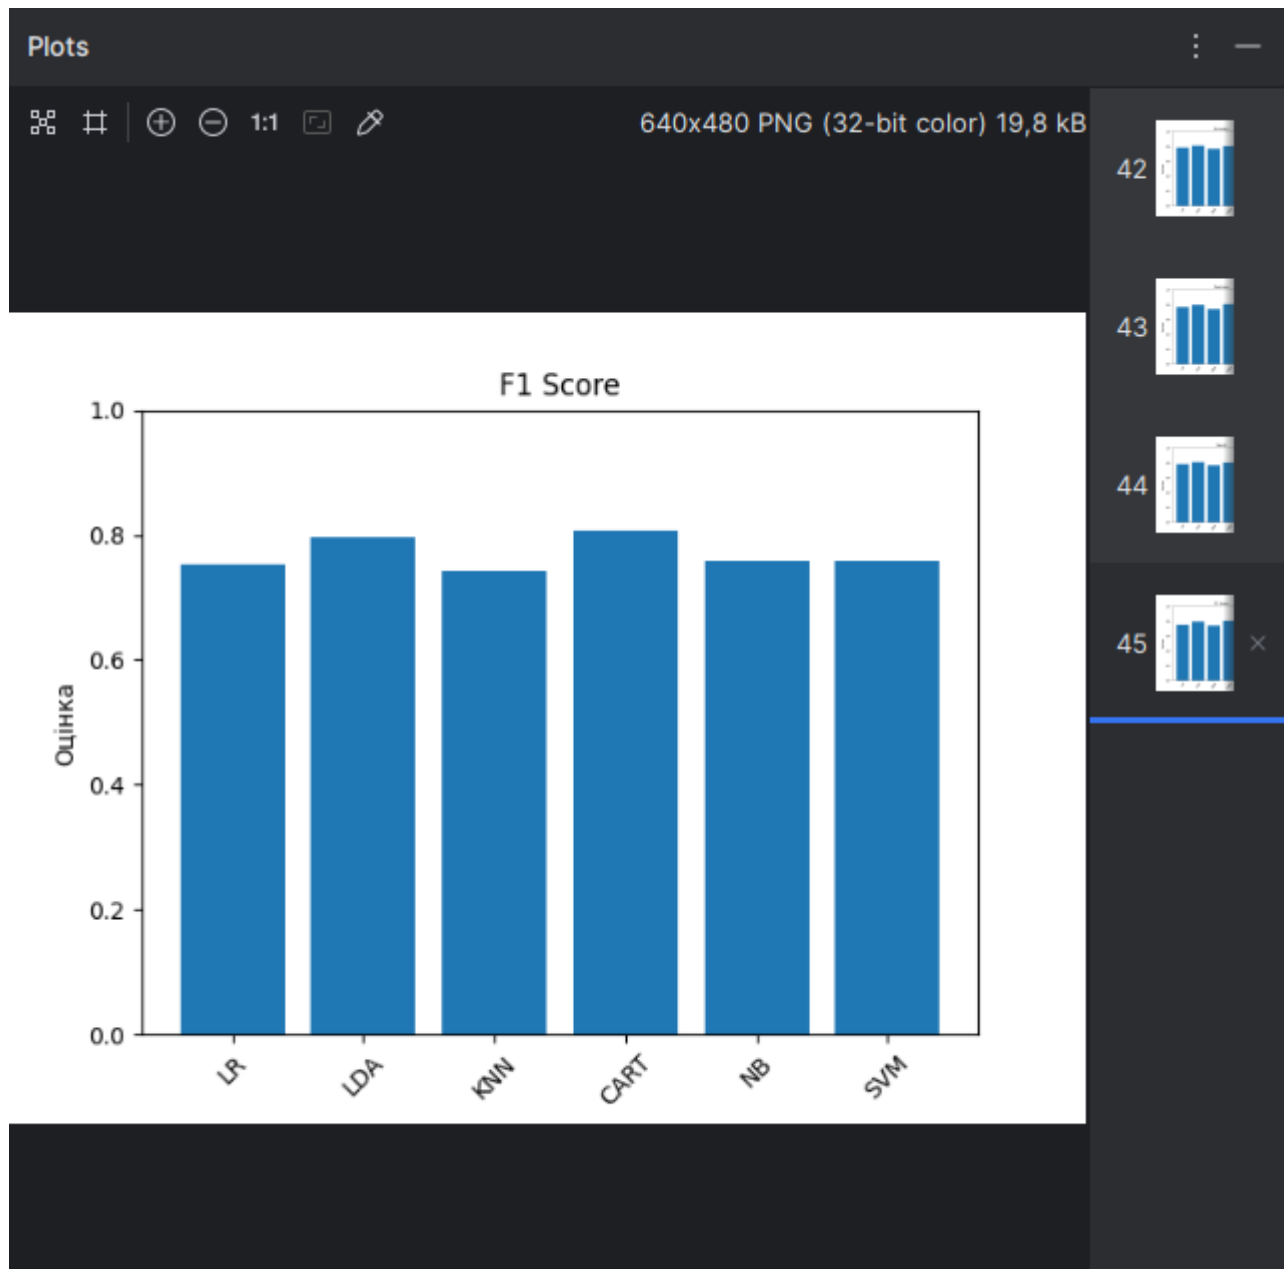 Plots
1:1
640x480 PNG (32-bit color) 19,8 kB
F1 Score
1.0
0.8
0.6
0.4
0.2
0.0
Оцінка
LR
LDA
KNN
CART
NB
SVM
42
43
44
45